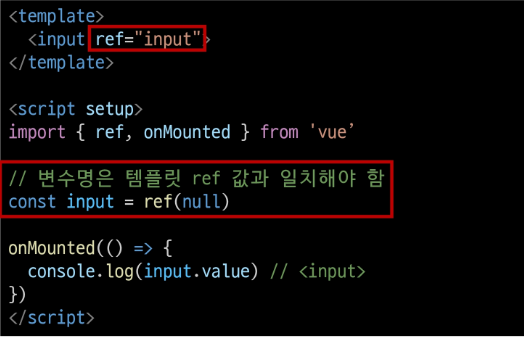 <template>
  <input ref="input">
</template>

<script setup>
import { ref, onMounted } from 'vue’

// 변수명은 템플릿 ref 값과 일치해야 함
const input = ref(null)

onMounted(() => {
  console.log(input.value) // <input>
})
</script>